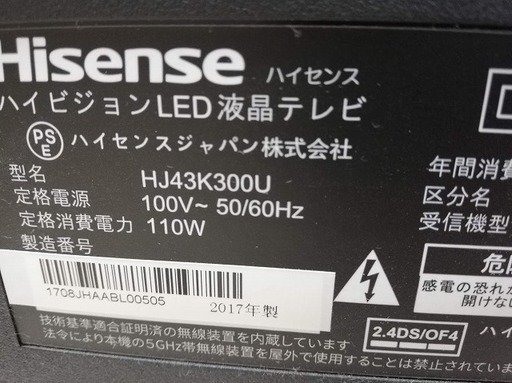 Hisense ハイセンス
ハイビジョンLED液晶テレビ
PSE ハイセンスジャパン株式会社
型名 HJ43K300U
定格電源 100V~ 50/60Hz
定格消費電力 110W
製造番号
1708JHAABL00505 2017年製
技術基準適合証明済の無線装置を内蔵しています
法令により本機の5GHz帯無線装置を屋外で使用することは禁止されていま
年間消費
区分名
受信機型
危
感電の恐れか
開けない
2.4DS/OF4 ハイ